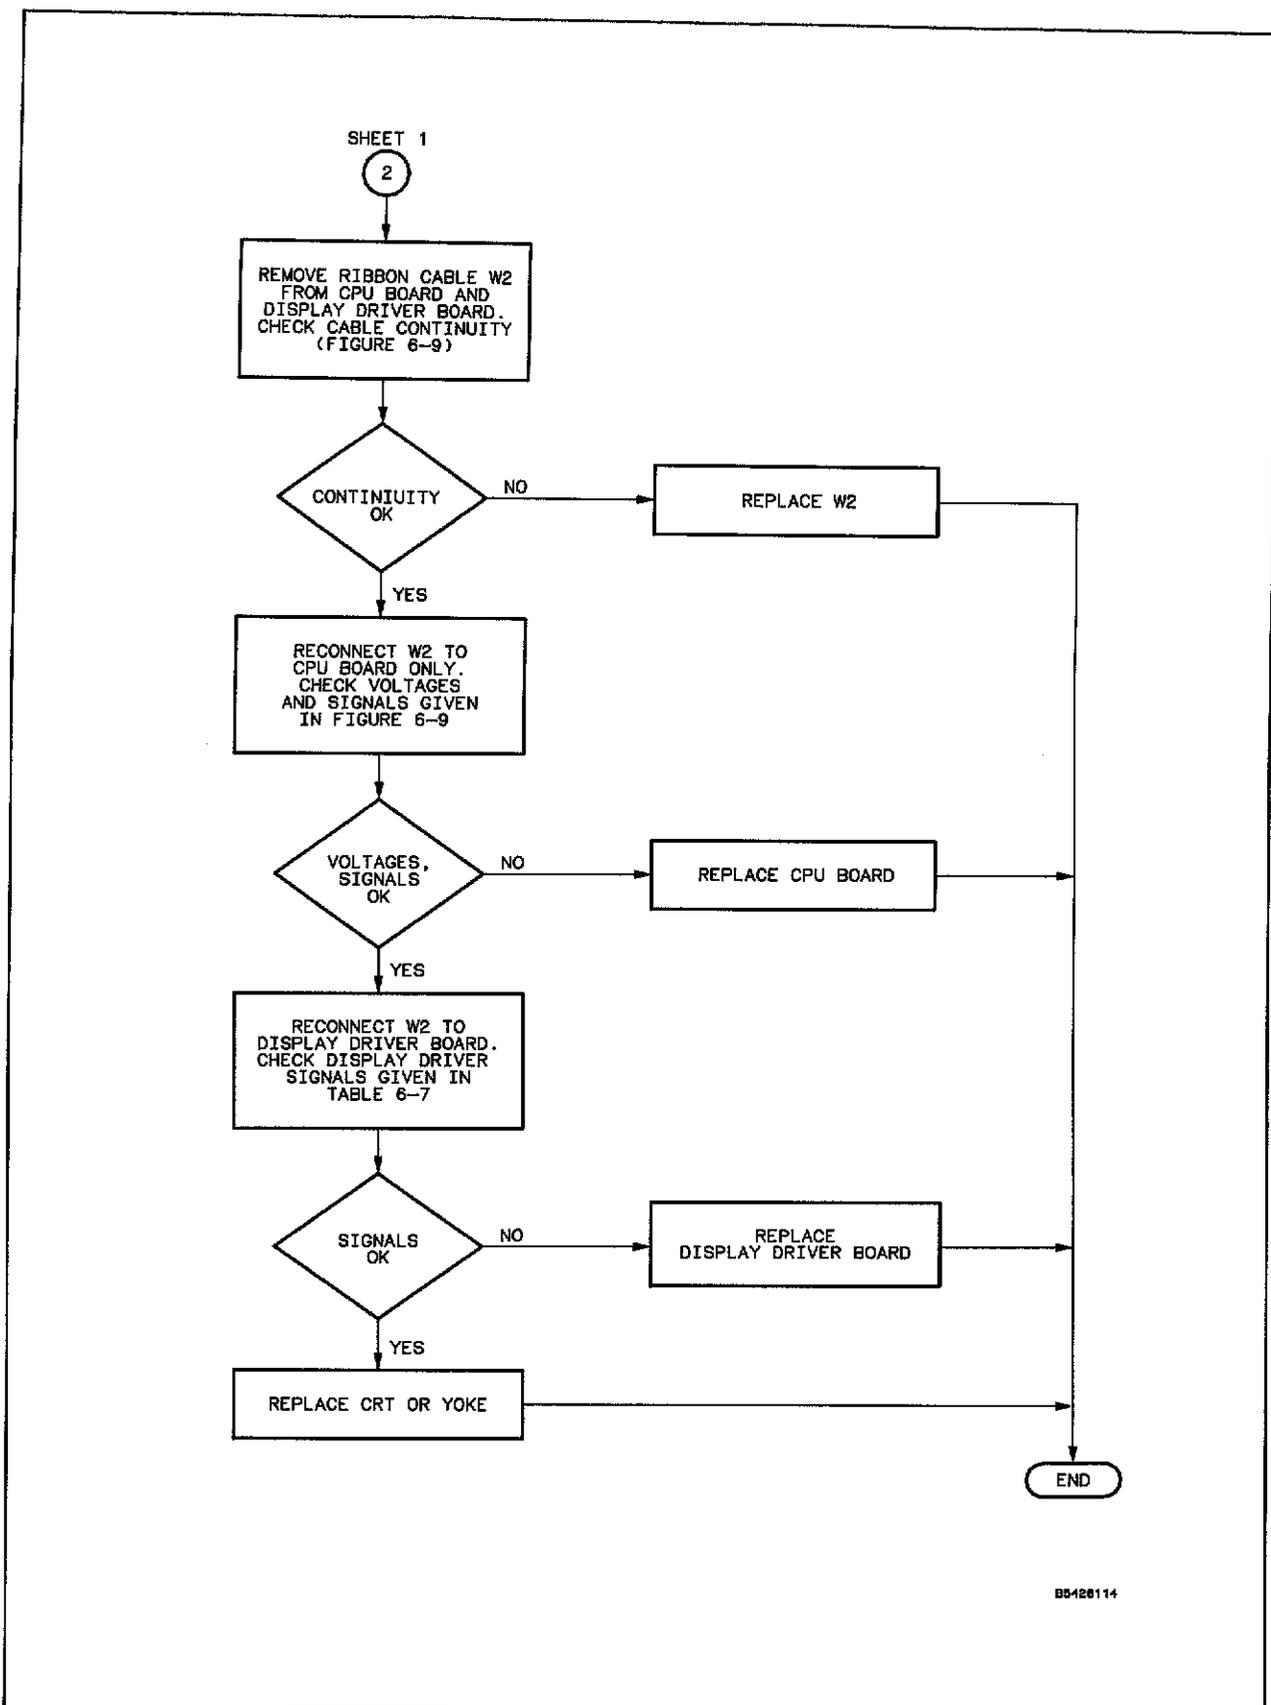 SHEET 1
2
REMOVE RIBBON CABLE W2
FROM CPU BOARD AND
DISPLAY DRIVER BOARD.
CHECK CABLE CONTINUITY
(FIGURE 6-9)
CONTINIUITY
OK
NO
REPLACE W2
YES
RECONNECT W2 TO
CPU BOARD ONLY.
CHECK VOLTAGES
AND SIGNALS GIVEN
IN FIGURE 6-9
VOLTAGES,
SIGNALS
OK
NO
REPLACE CPU BOARD
YES
RECONNECT W2 TO
DISPLAY DRIVER BOARD.
CHECK DISPLAY DRIVER
SIGNALS GIVEN IN
TABLE 6-7
SIGNALS
OK
NO
REPLACE
DISPLAY DRIVER BOARD
YES
REPLACE CRT OR YOKE
END